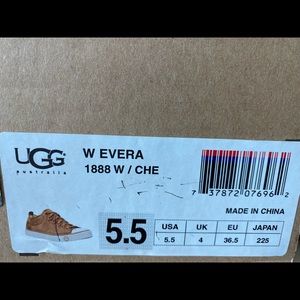 UGG
australia
W EVERA
1888 W / CHE
7 37872 07696 2
MADE IN CHINA
5.5
USA UK EU JAPAN
5.5 4 36.5 225